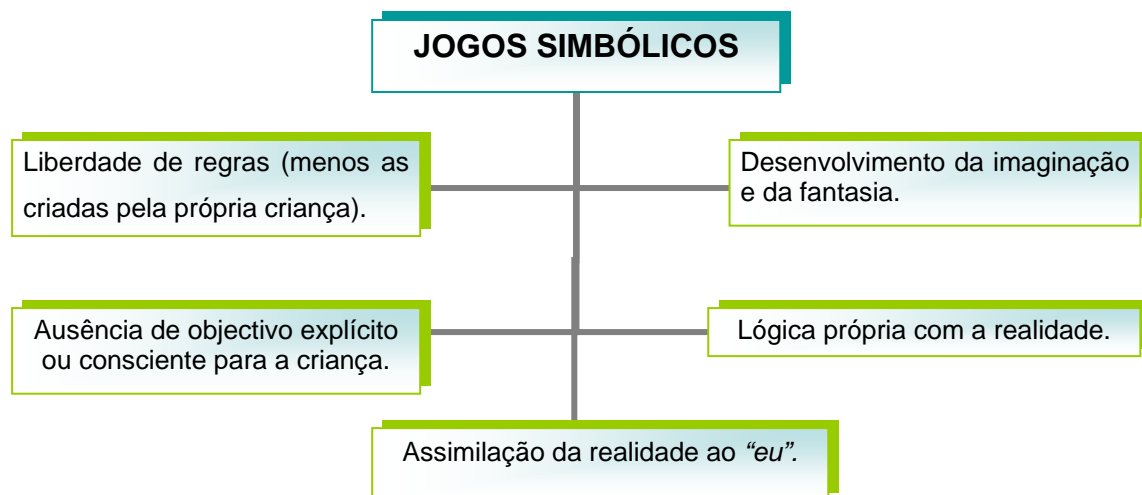 JOGOS SIMBÓLICOS
Liberdade de regras (menos as
criadas pela própria criança).
Desenvolvimento da imaginação
e da fantasia.
Ausência de objectivo explícito
ou consciente para a criança.
Lógica própria com a realidade.
Assimilação da realidade ao “eu”.